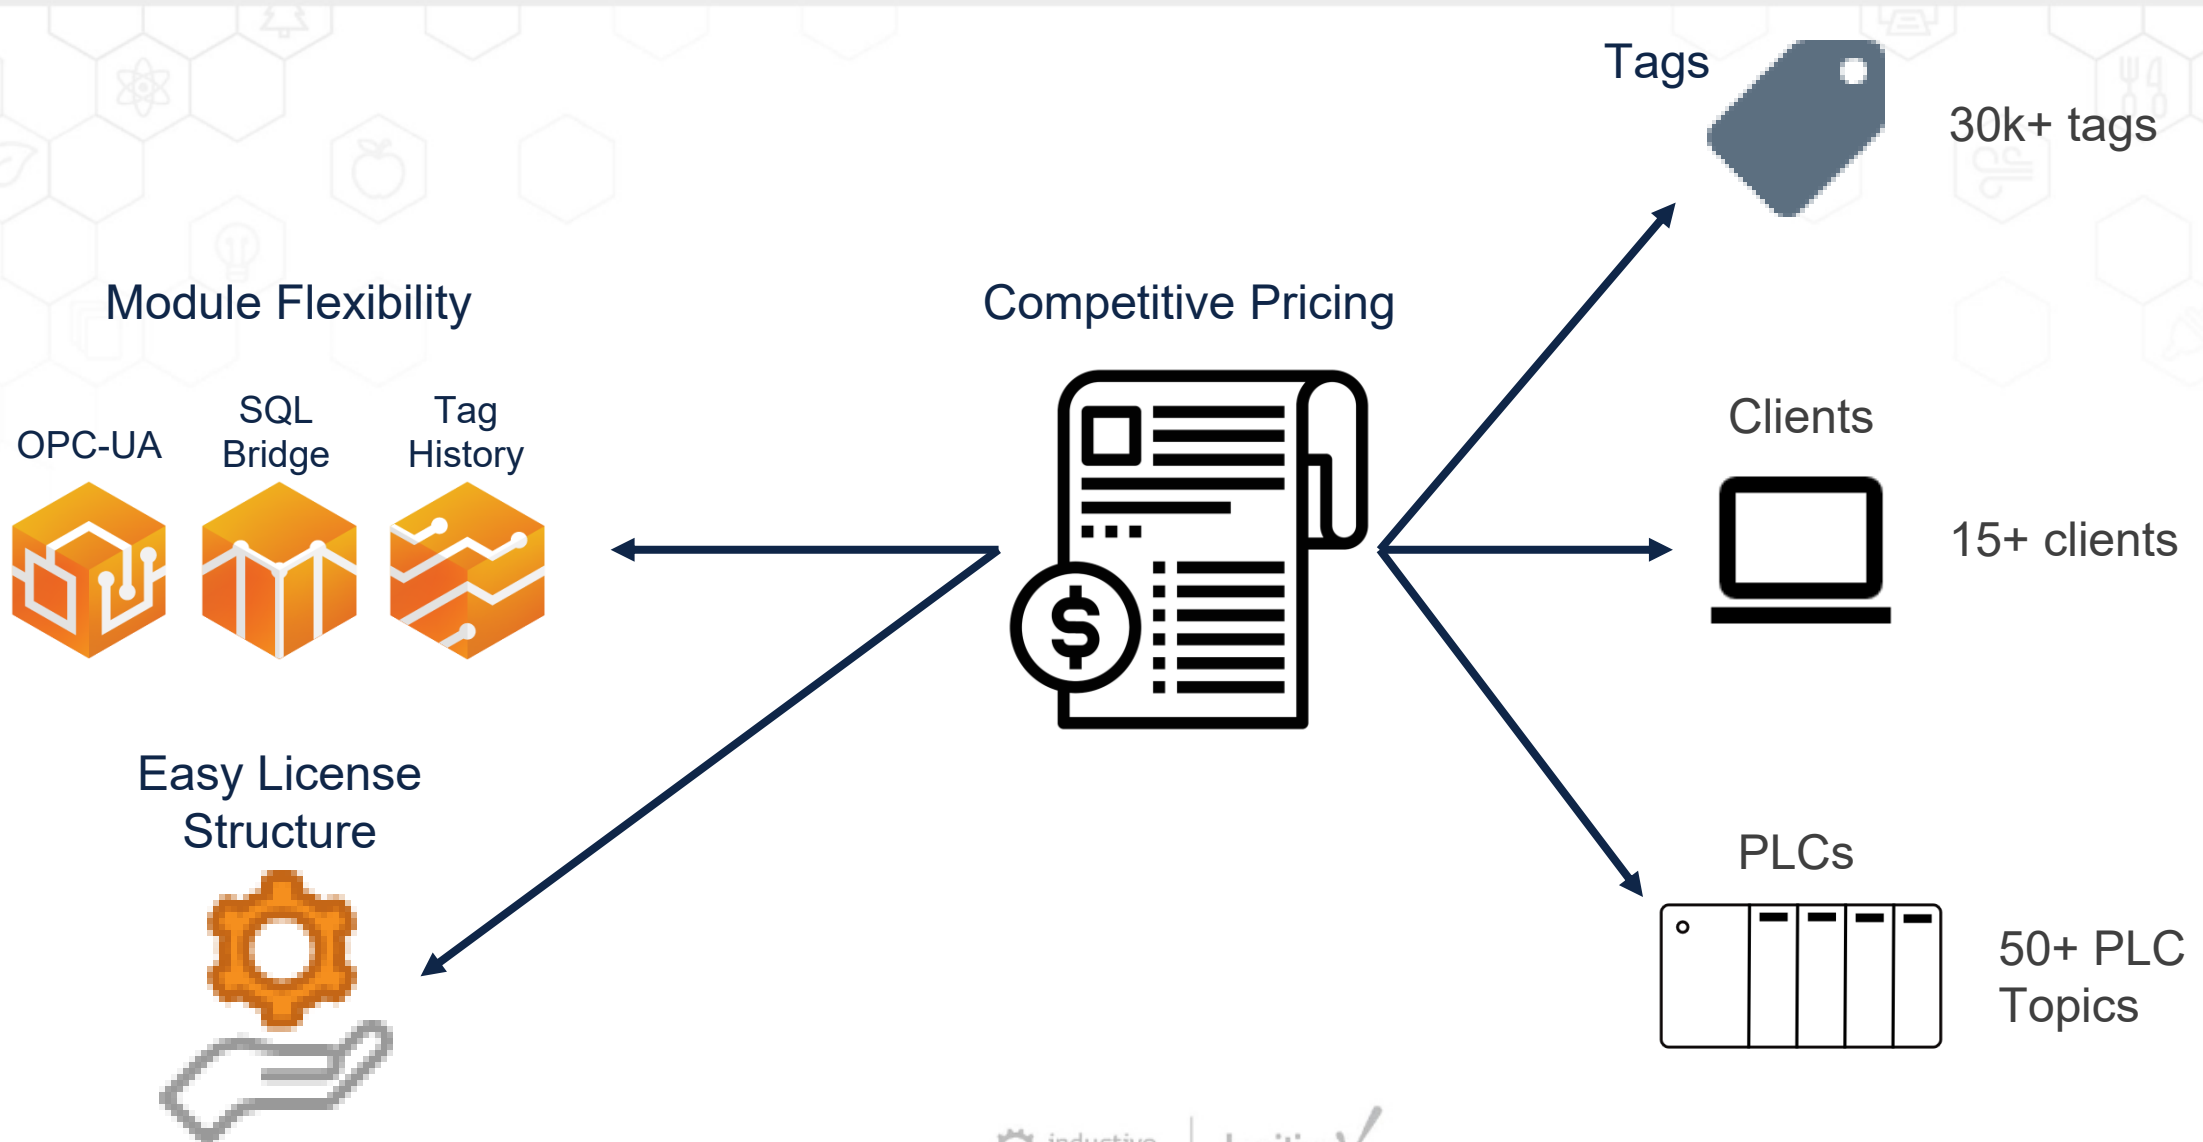 Tags
30k+ tags
Module Flexibility
Competitive Pricing
OPC-UA
SQL
Bridge
Tag
History
Clients
15+ clients
Easy License
Structure
PLCs
50+ PLC
Topics
$